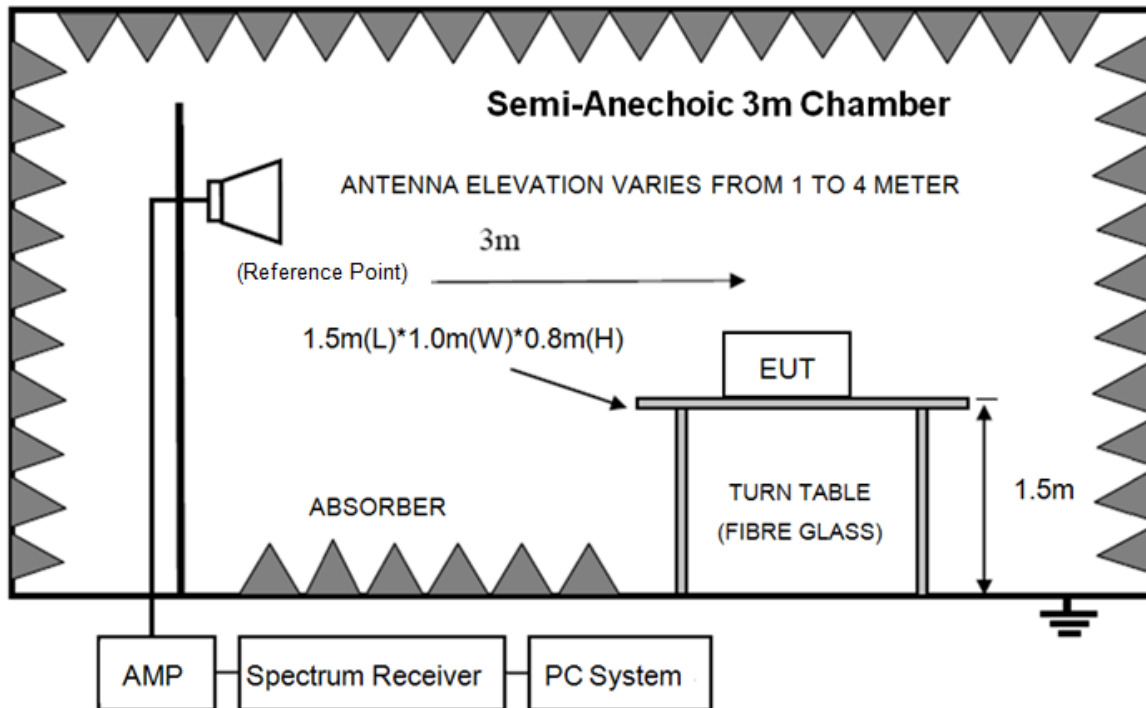 Semi-Anechoic 3m Chamber
ANTENNA ELEVATION VARIES FROM 1 TO 4 METER
3m
(Reference Point)
1.5m(L)*1.0m(W)*0.8m(H)
EUT
1.5m
TURN TABLE
(FIBRE GLASS)
ABSORBER
AMP
Spectrum Receiver
PC System